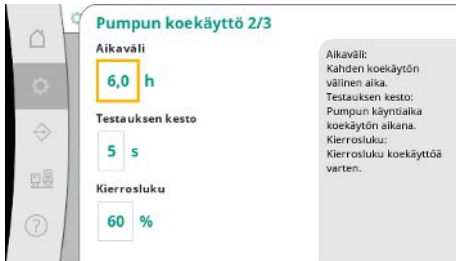 Pumpun koekäyttö 2/3
Aikaväli
6,0 h
Testauksen kesto
5 s
Kierrosluku
60 %
Aikaväli:
Kahden koekäytön
välinen aika.
Testauksen kesto:
Pumpun käyntiaika
koekäytön aikana.
Kierrosluku:
Kierrosluku koekäyttöä
varten.
?